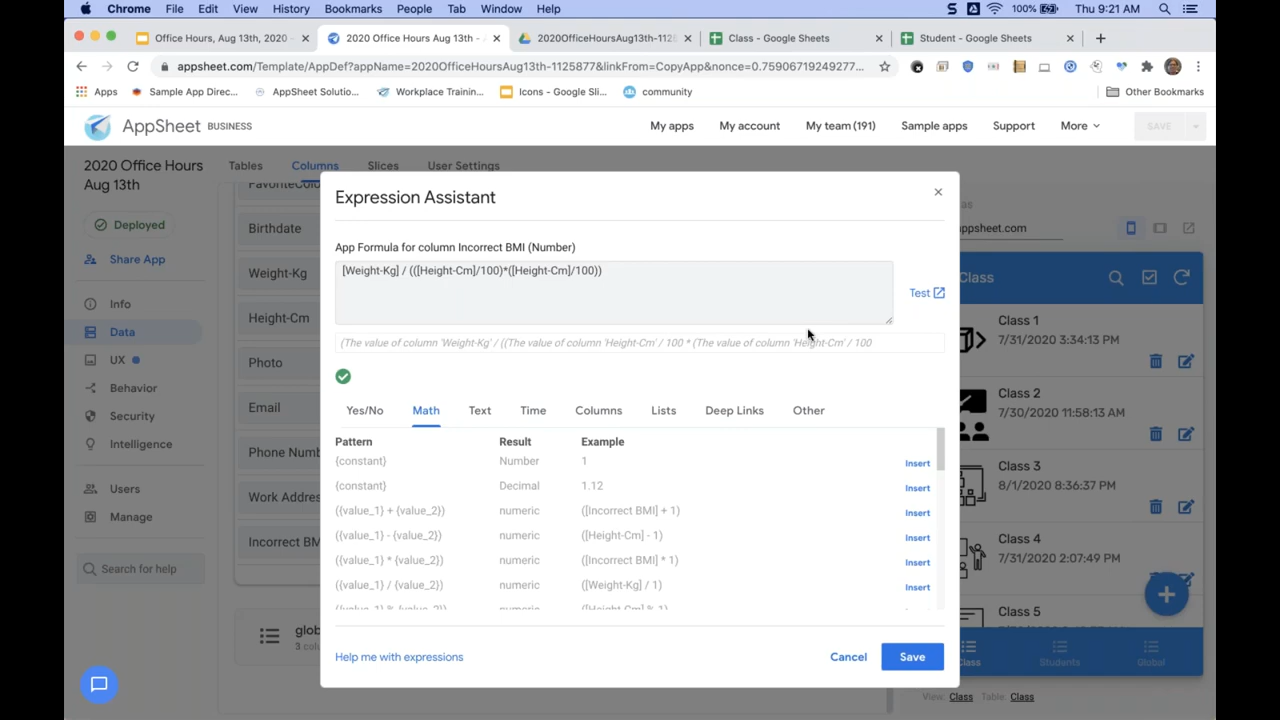 Chrome File Edit View History Bookmarks People Tab Window Help 100% Thu 9:21 AM
Office Hours, Aug 13th, 2020 - × 2020 Office Hours Aug 13th - × 2020OfficeHoursAug13th-112 × Class - Google Sheets × Student - Google Sheets × +
appsheet.com/Template/AppDef?appName=2020OfficeHoursAug13th-1125877&linkFrom=CopyApp&nonce=0.75906719249277...
Apps Sample App Direc... AppSheet Solutio... Workplace Trainin... Icons - Google Sli... community Other Bookmarks
AppSheet BUSINESS My apps My account My team (191) Sample apps Support More SAVE
2020 Office Hours
Aug 13th
Tables Columns Slices User Settings
Deployed
Share App
Info
Data
UX
Behavior
Security
Intelligence
Users
Manage
Search for help
Birthdate
Weight-Kg
Height-Cm
Photo
Email
Phone Num
Work Addres
Incorrect BM
glob
Expression Assistant ×
App Formula for column Incorrect BMI (Number)
[Weight-Kg] / (([Height-Cm]/100)*([Height-Cm]/100))
Test
(The value of column 'Weight-Kg' / ((The value of column 'Height-Cm' / 100 * (The value of column 'Height-Cm' / 100
Yes/No Math Text Time Columns Lists Deep Links Other
Pattern Result Example
{constant} Number 1 Insert
{constant} Decimal 1.12 Insert
({value_1} + {value_2}) numeric ([Incorrect BMI] + 1) Insert
({value_1} - {value_2}) numeric ([Height-Cm] - 1) Insert
({value_1} * {value_2}) numeric ([Incorrect BMI] * 1) Insert
({value_1} / {value_2}) numeric ([Weight-Kg] / 1) Insert
Help me with expressions Cancel Save
as
ppsheet.com
Class
Class 1
7/31/2020 3:34:13 PM
Class 2
7/30/2020 11:58:13 AM
Class 3
8/1/2020 8:36:37 PM
Class 4
7/31/2020 2:07:49 PM
Class 5
Class Students Global
View: Class Table: Class